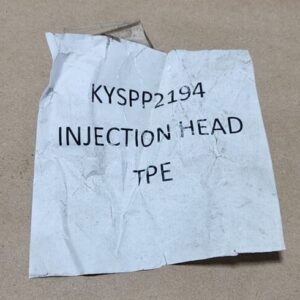 KYSPP2194
INJECTION HEAD
TPE